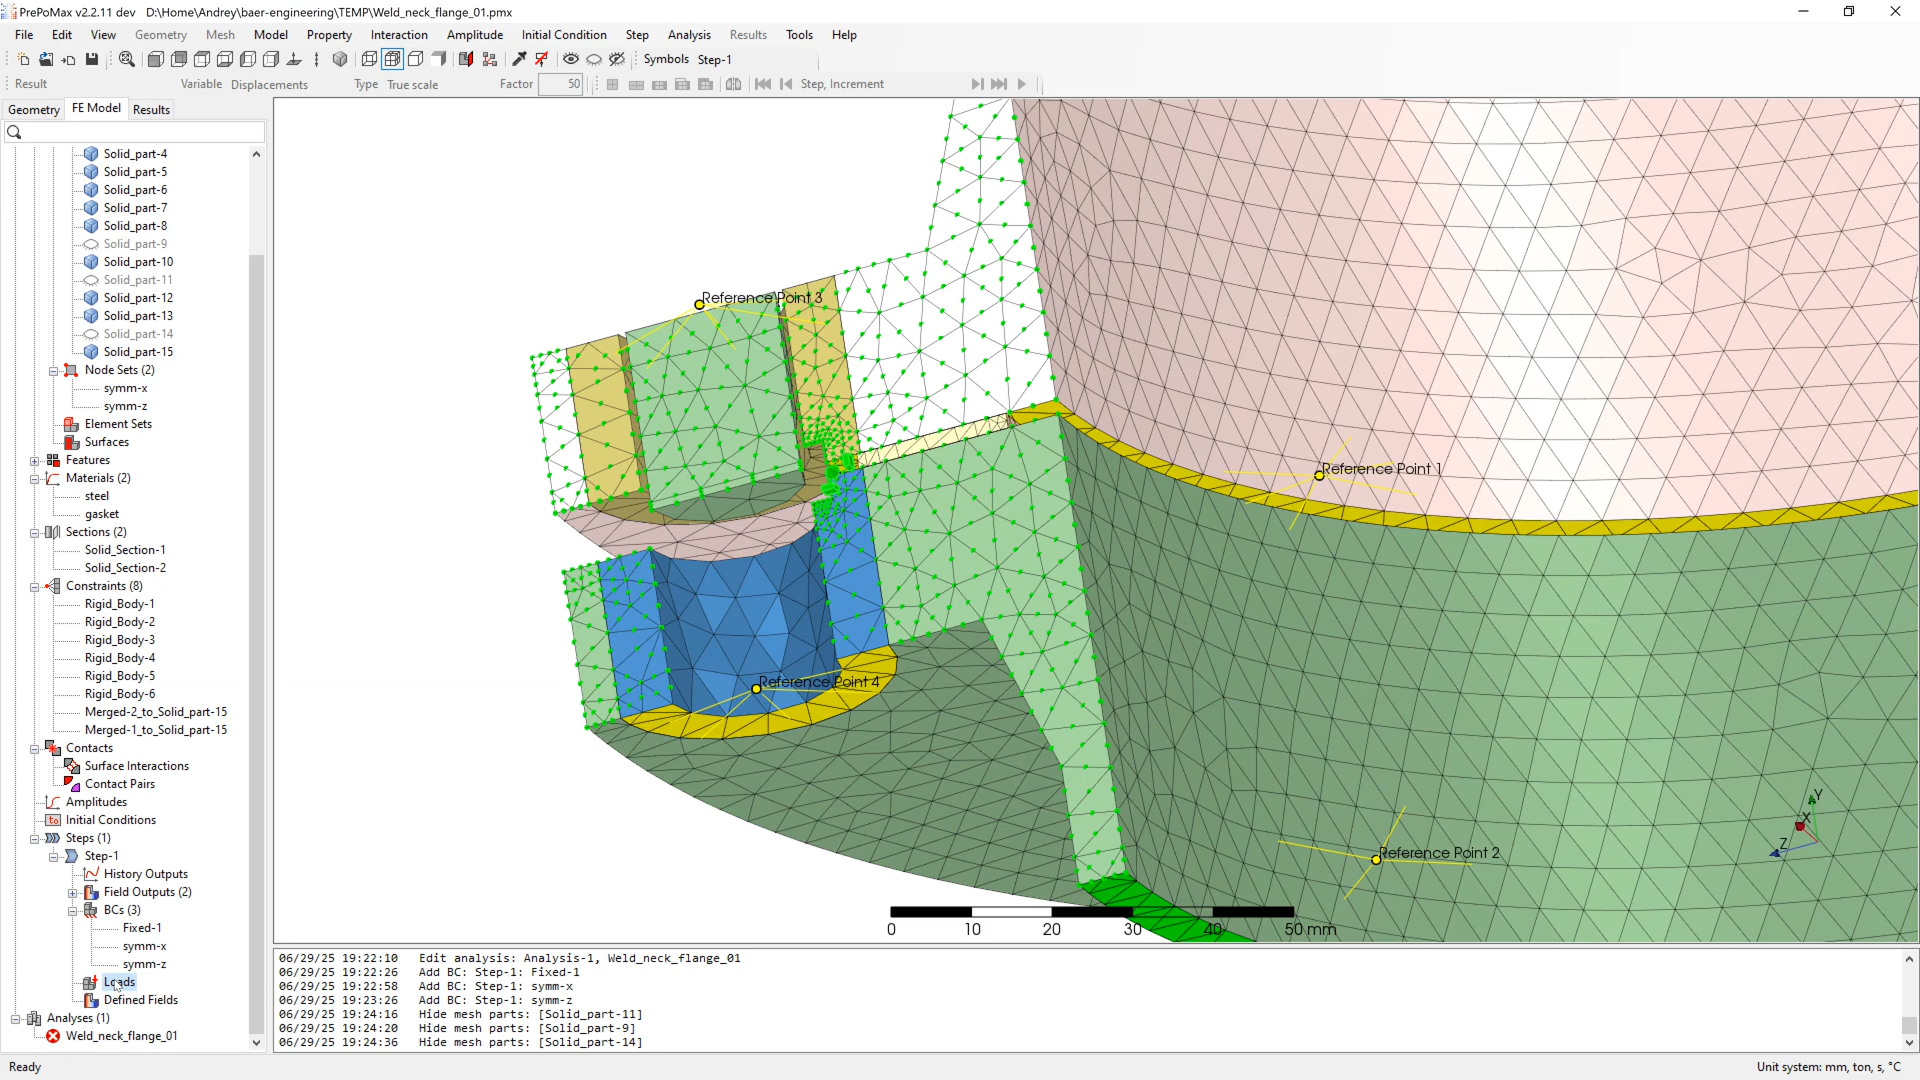 PrePoMax v2.2.11 dev   D:\Home\Andrey\baer-engineering\TEMP\Weld_neck_flange_01.pmx
File Edit View Geometry Mesh Model Property Interaction Amplitude Initial Condition Step Analysis Results Tools Help
Symbols Step-1
Result Variable Displacements Type True scale Factor 50 Step, Increment
Geometry FE Model Results
Solid_part-4
Solid_part-5
Solid_part-6
Solid_part-7
Solid_part-8
Solid_part-9
Solid_part-10
Solid_part-11
Solid_part-12
Solid_part-13
Solid_part-14
Solid_part-15
Node Sets (2)
symm-x
symm-z
Element Sets
Surfaces
Features
Materials (2)
steel
gasket
Sections (2)
Solid_Section-1
Solid_Section-2
Constraints (8)
Rigid_Body-1
Rigid_Body-2
Rigid_Body-3
Rigid_Body-4
Rigid_Body-5
Rigid_Body-6
Merged-2_to_Solid_part-15
Merged-1_to_Solid_part-15
Contacts
Surface Interactions
Contact Pairs
Amplitudes
Initial Conditions
Steps (1)
Step-1
History Outputs
Field Outputs (2)
BCs (3)
Fixed-1
symm-x
symm-z
Loads
Defined Fields
Analyses (1)
Weld_neck_flange_01
Reference Point 3
Reference Point 1
Reference Point 4
Reference Point 2
Y
X
Z
0 10 20 30 40 50 mm
06/29/25 19:22:10   Edit analysis: Analysis-1, Weld_neck_flange_01
06/29/25 19:22:26   Add BC: Step-1: Fixed-1
06/29/25 19:22:58   Add BC: Step-1: symm-x
06/29/25 19:23:26   Add BC: Step-1: symm-z
06/29/25 19:24:16   Hide mesh parts: [Solid_part-11]
06/29/25 19:24:20   Hide mesh parts: [Solid_part-9]
06/29/25 19:24:36   Hide mesh parts: [Solid_part-14]
Ready
Unit system: mm, ton, s, °C